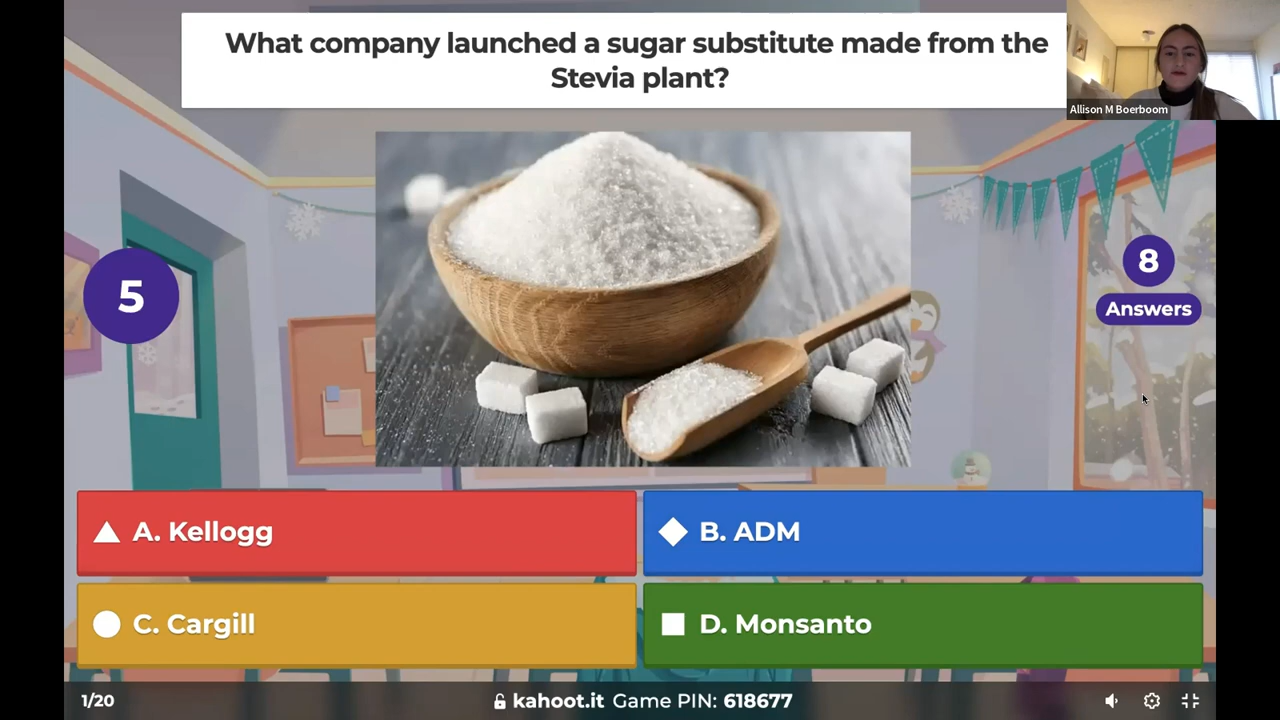 What company launched a sugar substitute made from the
Stevia plant?
Allison M Boerboom
5
8
Answers
A. Kellogg
B. ADM
C. Cargill
D. Monsanto
1/20
kahoot.it Game PIN: 618677